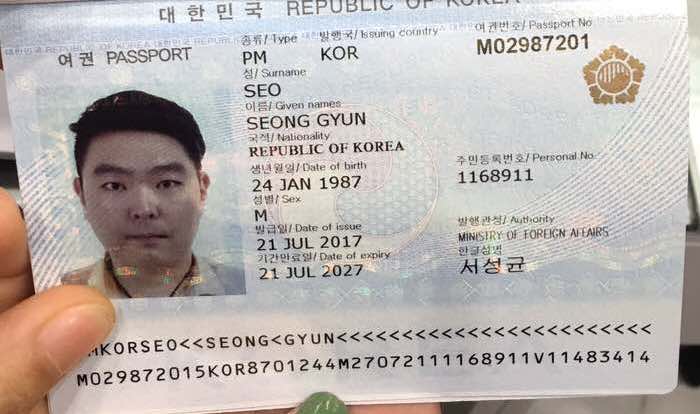 대한민국 REPUBLIC OF KOREA
여권 PASSPORT
종류/ Type 발행국/ Issuing country 여권번호/ Passport No.
PM KOR M02987201
성/ Surname
SEO
이름/ Given names
SEONG GYUN
국적/ Nationality
REPUBLIC OF KOREA
생년월일/ Date of birth 주민등록번호/ Personal No.
24 JAN 1987 1168911
성별/ Sex
M
발급일/ Date of issue 발행관청/ Authority
21 JUL 2017 MINISTRY OF FOREIGN AFFAIRS
기간만료일/ Date of expiry 한글성명
21 JUL 2027 서성균
MKORSEO<<SEONG<GYUN<<<<<<<<<<<<<<<<<<<<<<<<
M029872015KOR8701244M27072111168911V11483414